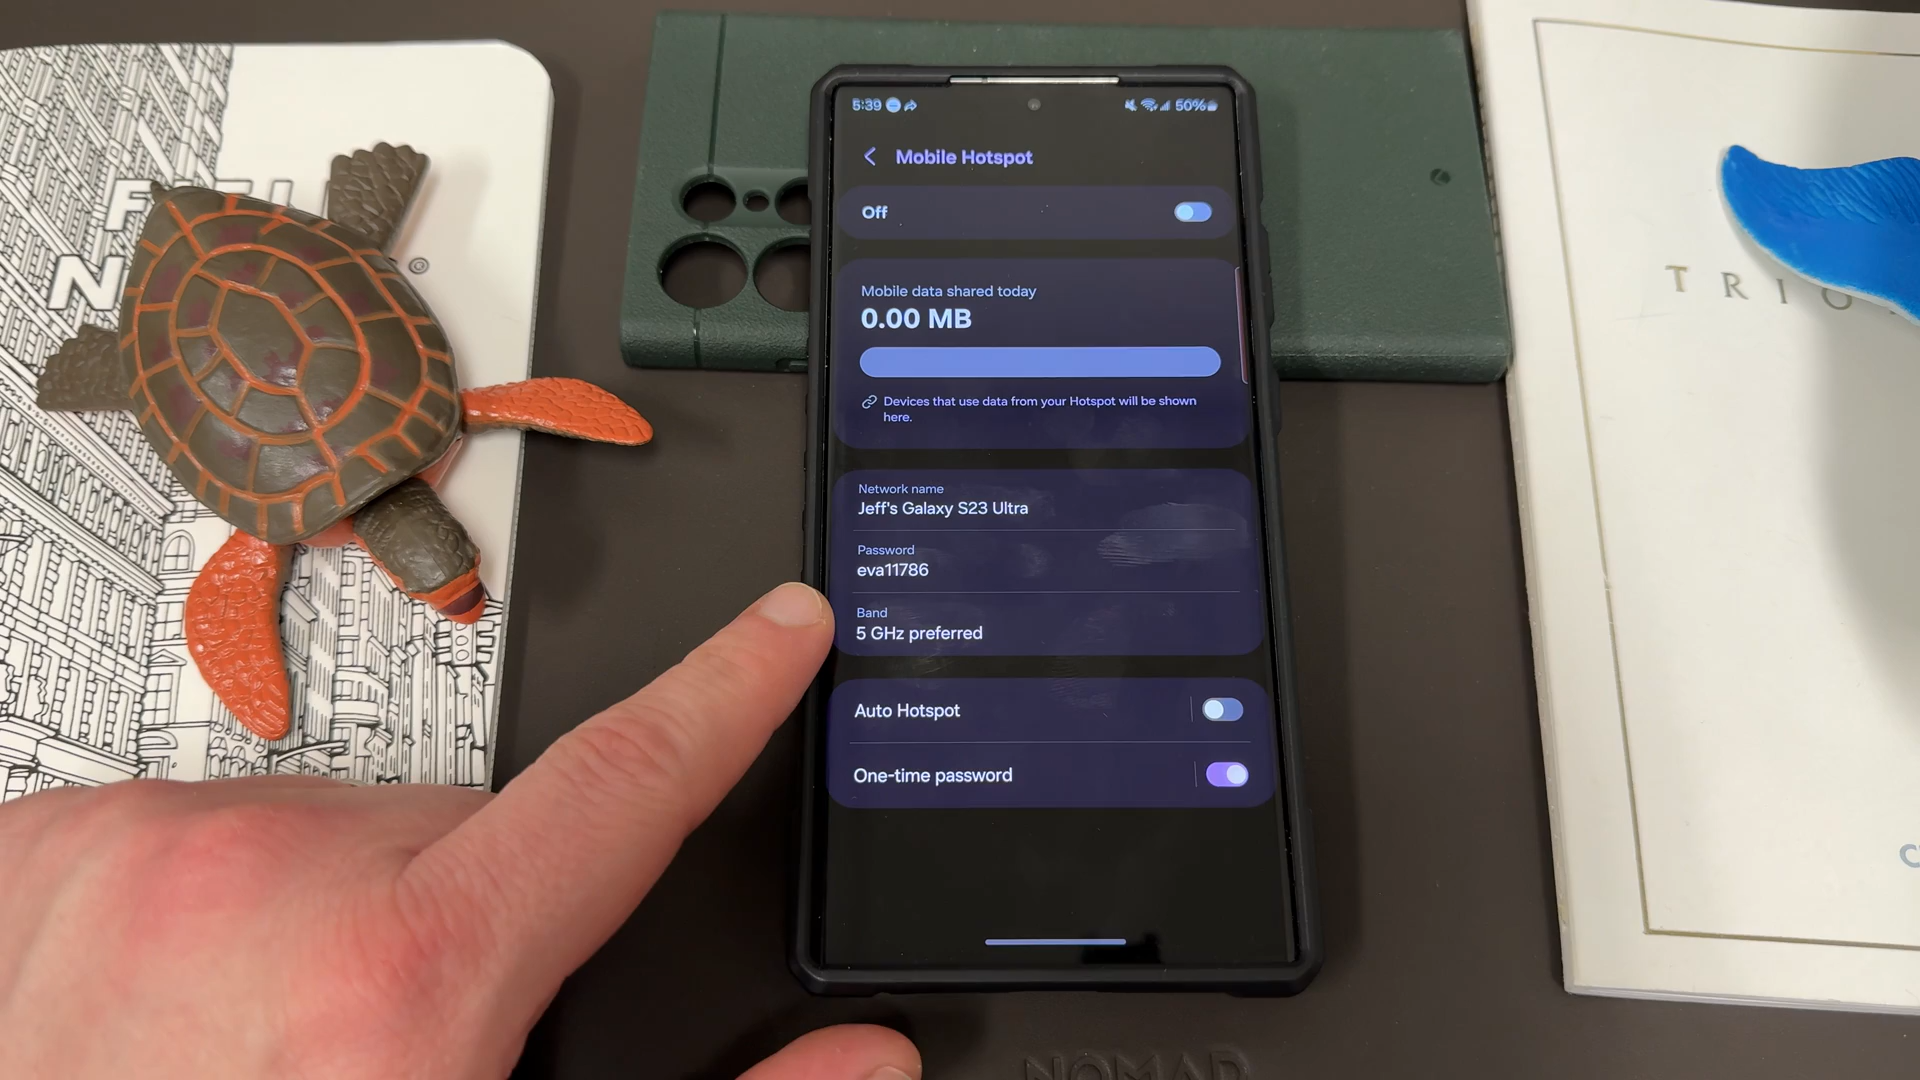 5:39
50%
Mobile Hotspot
Off
Mobile data shared today
0.00 MB
Devices that use data from your Hotspot will be shown
here.
Network name
Jeff's Galaxy S23 Ultra
Password
eva11786
Band
5 GHz preferred
Auto Hotspot
One-time password
®
TRIO
NOMAD